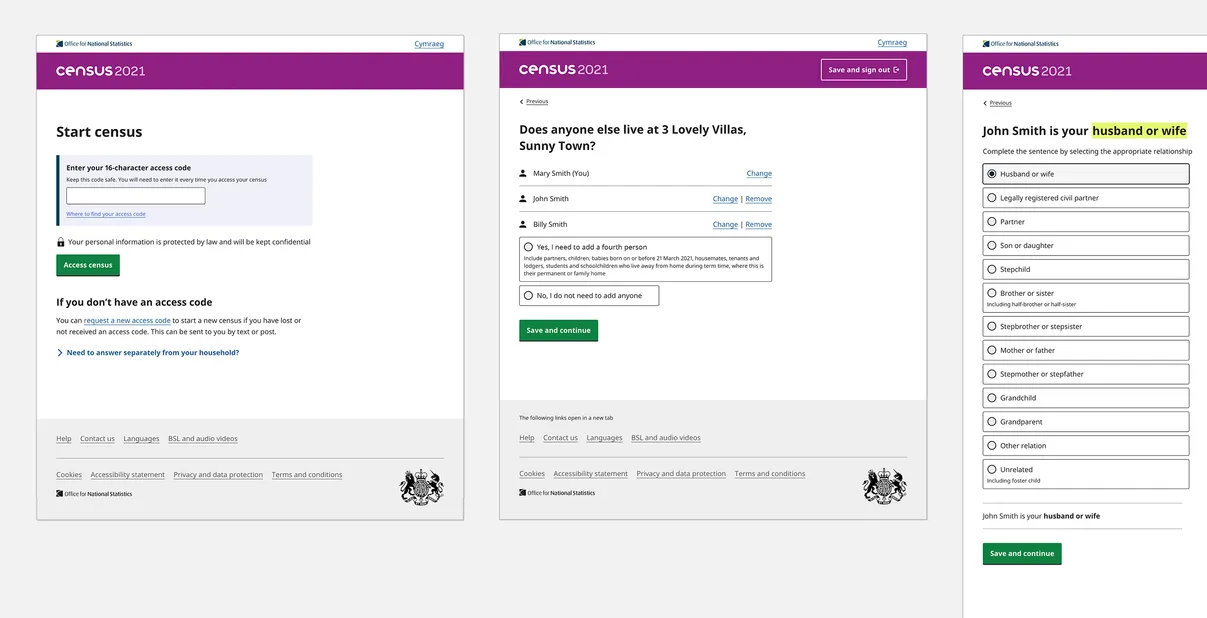 Office for National Statistics
Cymraeg
census 2021
Start census
Enter your 16-character access code
Keep this code safe. You will need to enter it every time you access your census
Where to find your access code
Your personal information is protected by law and will be kept confidential
Access census
If you don't have an access code
You can request a new access code to start a new census if you have lost or
not received an access code. This can be sent to you by text or post.
Need to answer separately from your household?
Help Contact us Languages BSL and audio videos
Cookies Accessibility statement Privacy and data protection Terms and conditions
Office for National Statistics
Office for National Statistics
Cymraeg
census 2021
Save and sign out
Previous
Does anyone else live at 3 Lovely Villas,
Sunny Town?
Mary Smith (You) Change
John Smith Change | Remove
Billy Smith Change | Remove
Yes, I need to add a fourth person
Include partners, children, babies born on or before 21 March 2021, housemates, tenants and
lodgers, students and schoolchildren who live away from home during term time, where this is
their permanent or family home
No, I do not need to add anyone
Save and continue
The following links open in a new tab
Help Contact us Languages BSL and audio videos
Cookies Accessibility statement Privacy and data protection Terms and conditions
Office for National Statistics
Office for National Statistics
census 2021
Previous
John Smith is your husband or wife
Complete the sentence by selecting the appropriate relationship
Husband or wife
Legally registered civil partner
Partner
Son or daughter
Stepchild
Brother or sister
Including half-brother or half-sister
Stepbrother or stepsister
Mother or father
Stepmother or stepfather
Grandchild
Grandparent
Other relation
Unrelated
Including foster child
John Smith is your husband or wife
Save and continue